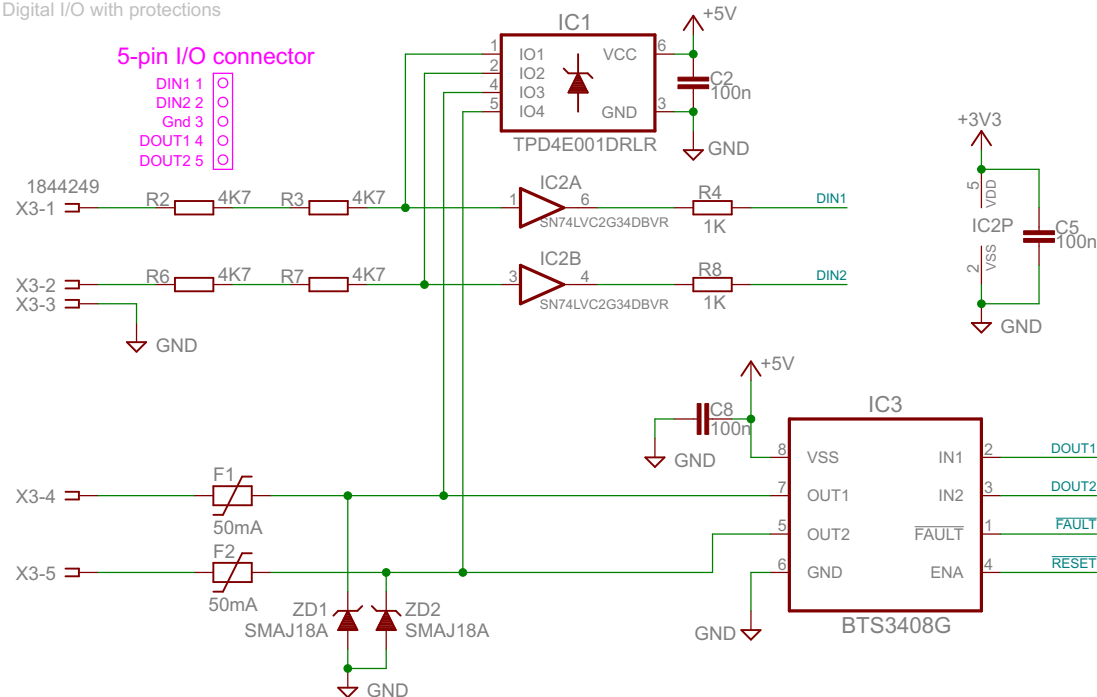 Digital I/O with protections
5-pin I/O connector
DIN1 1
DIN2 2
Gnd 3
DOUT1 4
DOUT2 5
IC1
+5V
1 IO1 VCC 6
2 IO2
4 IO3
5 IO4 GND 3
C2
100n
TPD4E001DRLR
GND
+3V3
5
VDD
IC2P
2
VSS
C5
100n
GND
1844249
X3-1
R2 4K7
R3 4K7
IC2A
1 6
SN74LVC2G34DBVR
R4
1K
DIN1
X3-2
R6 4K7
R7 4K7
IC2B
3 4
SN74LVC2G34DBVR
R8
1K
DIN2
X3-3
GND
+5V
C8
100n
GND
IC3
8 VSS IN1 2 DOUT1
7 OUT1 IN2 3 DOUT2
5 OUT2 FAULT 1 FAULT
6 GND ENA 4 RESET
BTS3408G
GND
X3-4
F1
50mA
X3-5
F2
50mA
ZD1
SMAJ18A
ZD2
SMAJ18A
GND